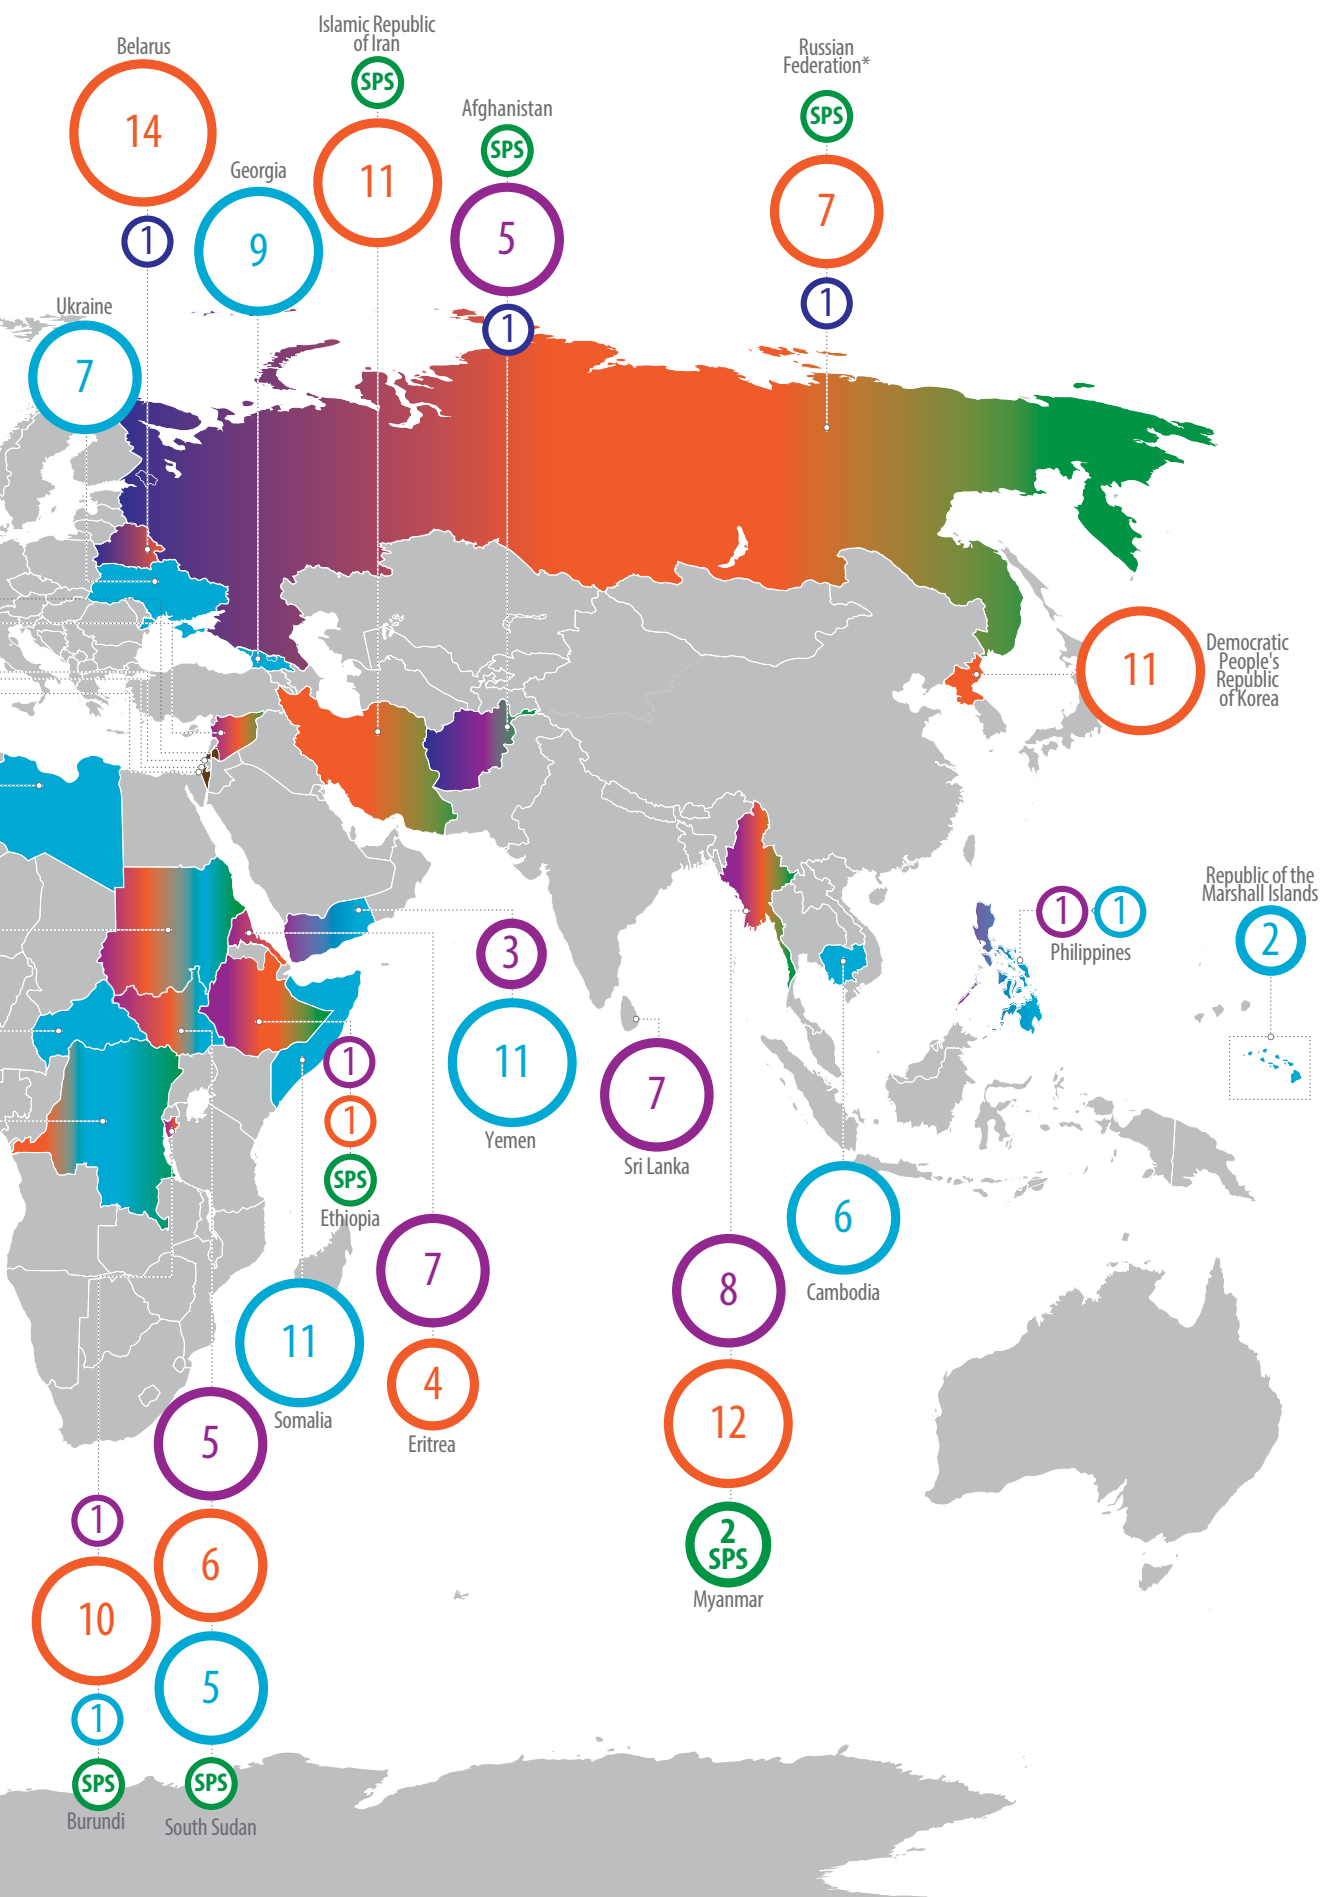 Belarus
14
1
Islamic Republic
of Iran
SPS
11
Georgia
9
Afghanistan
SPS
5
1
Russian
Federation*
SPS
7
1
Ukraine
7
11
Democratic
People's
Republic
of Korea
Republic of the
Marshall Islands
2
1
1
Philippines
3
11
Yemen
7
Sri Lanka
1
1
SPS
Ethiopia
7
4
Eritrea
11
Somalia
6
Cambodia
8
12
2
SPS
Myanmar
5
6
5
SPS
South Sudan
1
10
1
SPS
Burundi